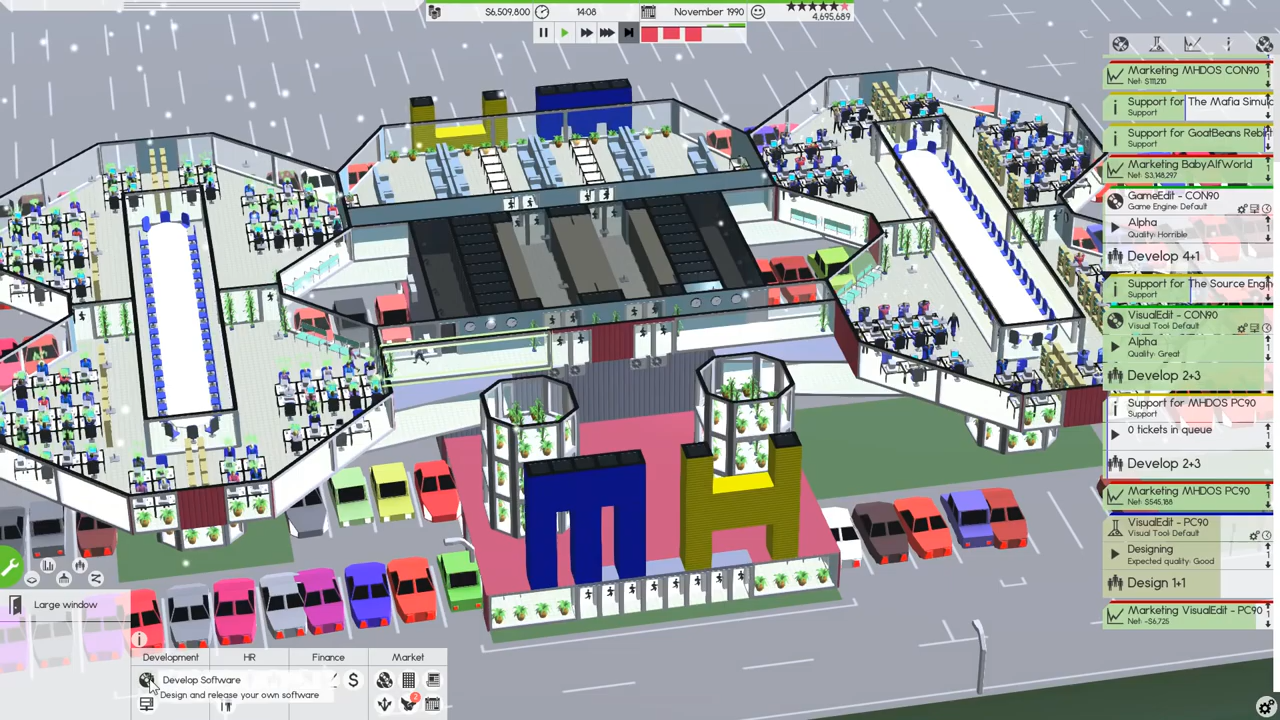 $6,509,800
14:08
November 1990
4,695,689
Marketing MHDOS CON90
Net: $111,210
Support for The Mafia Simul
Support
Support for GoatBeans Reb
Support
Marketing BabyAlfWorld
Net: $3,148,297
GameEdit - CON90
Game Engine: Default
Alpha
Quality: Horrible
Develop 4+1
Support for The Source Engi
Support
VisualEdit - CON90
Visual Tool: Default
Alpha
Quality: Great
Develop 2+3
Support for MHDOS PC90
Support
0 tickets in queue
Develop 2+3
Marketing MHDOS PC90
Net: $545,188
VisualEdit - PC90
Visual Tool: Default
Designing
Expected quality: Good
Design 1+1
Marketing VisualEdit - PC90
Net: -$6,725
Large window
Development
HR
Finance
Market
Develop Software
Design and release your own software